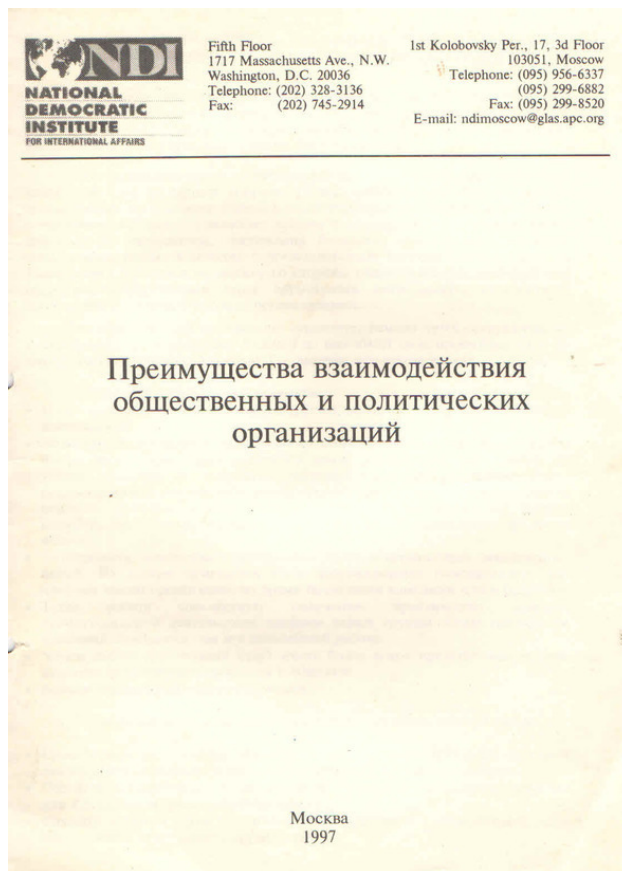 NDI
NATIONAL
DEMOCRATIC
INSTITUTE
FOR INTERNATIONAL AFFAIRS
Fifth Floor
1717 Massachusetts Ave., N.W.
Washington, D.C. 20036
Telephone: (202) 328-3136
Fax: (202) 745-2914
1st Kolobovsky Per., 17, 3d Floor
103051, Moscow
Telephone: (095) 956-6337
(095) 299-6882
Fax: (095) 299-8520
E-mail: ndimoscow@glas.apc.org
Преимущества взаимодействия
общественных и политических
организаций
Москва
1997